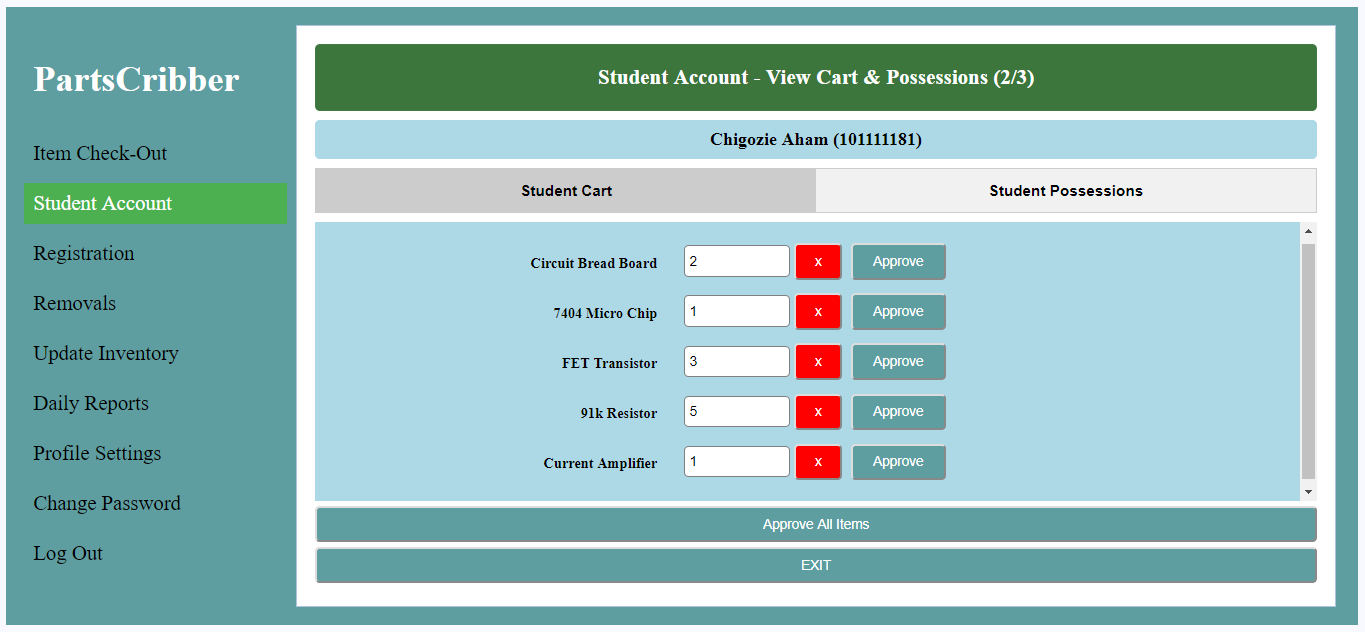 PartsCribber
Item Check-Out
Student Account
Registration
Removals
Update Inventory
Daily Reports
Profile Settings
Change Password
Log Out
Student Account - View Cart & Possessions (2/3)
Chigozie Aham (101111181)
Student Cart Student Possessions
Circuit Bread Board 2 x Approve
7404 Micro Chip 1 x Approve
FET Transistor 3 x Approve
91k Resistor 5 x Approve
Current Amplifier 1 x Approve
Approve All Items
EXIT